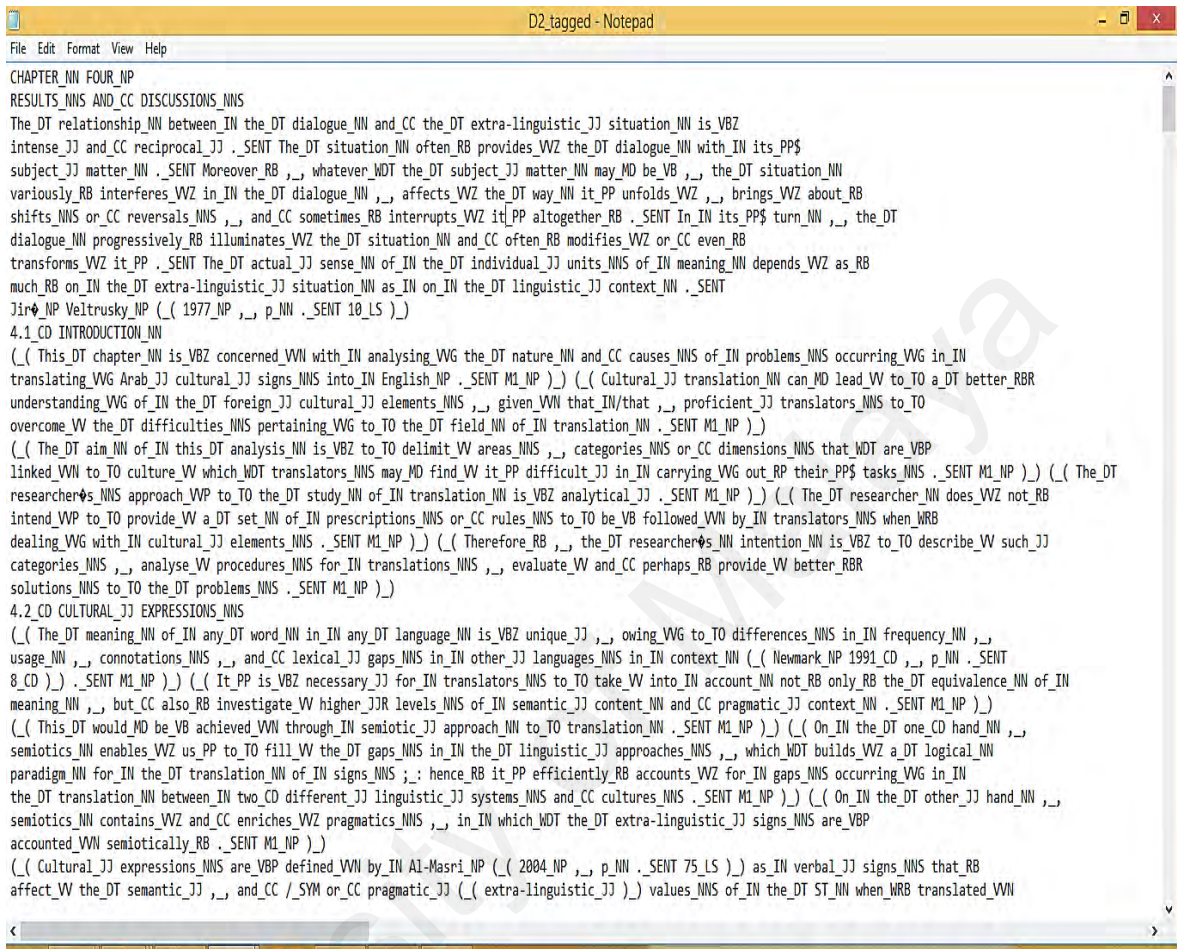 D2_tagged - Notepad
File Edit Format View Help
CHAPTER_NN FOUR_NP
RESULTS_NNS AND_CC DISCUSSIONS_NNS
The_DT relationship_NN between_IN the_DT dialogue_NN and_CC the_DT extra-linguistic_JJ situation_NN is_VBZ
intense_JJ and_CC reciprocal_JJ ._SENT The_DT situation_NN often_RB provides_VVZ the_DT dialogue_NN with_IN its_PP$
subject_JJ matter_NN ._SENT Moreover_RB ,_, whatever_WDT the_DT subject_JJ matter_NN may_MD be_VB ,_, the_DT situation_NN
variously_RB interferes_VVZ in_IN the_DT dialogue_NN ,_, affects_VVZ the_DT way_NN it_PP unfolds_VVZ ,_, brings_VVZ about_RB
shifts_NNS or_CC reversals_NNS ,_, and_CC sometimes_RB interrupts_VVZ it_PP altogether_RB ._SENT In_IN its_PP$ turn_NN ,_, the_DT
dialogue_NN progressively_RB illuminates_VVZ the_DT situation_NN and_CC often_RB modifies_VVZ or_CC even_RB
transforms_VVZ it_PP ._SENT The_DT actual_JJ sense_NN of_IN the_DT individual_JJ units_NNS of_IN meaning_NN depends_VVZ as_RB
much_RB on_IN the_DT extra-linguistic_JJ situation_NN as_IN on_IN the_DT linguistic_JJ context_NN ._SENT
Jir�_NP Veltrusky_NP (_( 1977_NP ,_, p_NN ._SENT 10_LS )_)
4.1_CD INTRODUCTION_NN
(_( This_DT chapter_NN is_VBZ concerned_VVN with_IN analysing_VVG the_DT nature_NN and_CC causes_NNS of_IN problems_NNS occurring_VVG in_IN
translating_VVG Arab_JJ cultural_JJ signs_NNS into_IN English_NP ._SENT M1_NP )_) (_( Cultural_JJ translation_NN can_MD lead_VV to_TO a_DT better_RBR
understanding_VVG of_IN the_DT foreign_JJ cultural_JJ elements_NNS ,_, given_VVN that_IN/that ,_, proficient_JJ translators_NNS to_TO
overcome_VV the_DT difficulties_NNS pertaining_VVG to_TO the_DT field_NN of_IN translation_NN ._SENT M1_NP )_)
(_( The_DT aim_NN of_IN this_DT analysis_NN is_VBZ to_TO delimit_VV areas_NNS ,_, categories_NNS or_CC dimensions_NNS that_WDT are_VBP
linked_VVN to_TO culture_VV which_WDT translators_NNS may_MD find_VV it_PP difficult_JJ in_IN carrying_VVG out_RP their_PP$ tasks_NNS ._SENT M1_NP )_) (_( The_DT
researcher�s_NNS approach_VVP to_TO the_DT study_NN of_IN translation_NN is_VBZ analytical_JJ ._SENT M1_NP )_) (_( The_DT researcher_NN does_VVZ not_RB
intend_VVP to_TO provide_VV a_DT set_NN of_IN prescriptions_NNS or_CC rules_NNS to_TO be_VB followed_VVN by_IN translators_NNS when_WRB
dealing_VVG with_IN cultural_JJ elements_NNS ._SENT M1_NP )_) (_( Therefore_RB ,_, the_DT researcher�s_NN intention_NN is_VBZ to_TO describe_VV such_JJ
categories_NNS ,_, analyse_VV procedures_NNS for_IN translations_NNS ,_, evaluate_VV and_CC perhaps_RB provide_VV better_RBR
solutions_NNS to_TO the_DT problems_NNS ._SENT M1_NP )_)
4.2_CD CULTURAL_JJ EXPRESSIONS_NNS
(_( The_DT meaning_NN of_IN any_DT word_NN in_IN any_DT language_NN is_VBZ unique_JJ ,_, owing_VVG to_TO differences_NNS in_IN frequency_NN ,_,
usage_NN ,_, connotations_NNS ,_, and_CC lexical_JJ gaps_NNS in_IN other_JJ languages_NNS in_IN context_NN (_( Newmark_NP 1991_CD ,_, p_NN ._SENT
8_CD )_) ._SENT M1_NP )_) (_( It_PP is_VBZ necessary_JJ for_IN translators_NNS to_TO take_VV into_IN account_NN not_RB only_RB the_DT equivalence_NN of_IN
meaning_NN ,_, but_CC also_RB investigate_VV higher_JJR levels_NNS of_IN semantic_JJ content_NN and_CC pragmatic_JJ context_NN ._SENT M1_NP )_)
(_( This_DT would_MD be_VB achieved_VVN through_IN semiotic_JJ approach_NN to_TO translation_NN ._SENT M1_NP )_) (_( On_IN the_DT one_CD hand_NN ,_,
semiotics_NN enables_VVZ us_PP to_TO fill_VV the_DT gaps_NNS in_IN the_DT linguistic_JJ approaches_NNS ,_, which_WDT builds_VVZ a_DT logical_NN
paradigm_NN for_IN the_DT translation_NN of_IN signs_NNS ;_: hence_RB it_PP efficiently_RB accounts_VVZ for_IN gaps_NNS occurring_VVG in_IN
the_DT translation_NN between_IN two_CD different_JJ linguistic_JJ systems_NNS and_CC cultures_NNS ._SENT M1_NP )_) (_( On_IN the_DT other_JJ hand_NN ,_,
semiotics_NN contains_VVZ and_CC enriches_VVZ pragmatics_NNS ,_, in_IN which_WDT the_DT extra-linguistic_JJ signs_NNS are_VBP
accounted_VVN semiotically_RB ._SENT M1_NP )_)
(_( Cultural_JJ expressions_NNS are_VBP defined_VVN by_IN Al-Masri_NP (_( 2004_NP ,_, p_NN ._SENT 75_LS )_) as_IN verbal_JJ signs_NNS that_RB
affect_VV the_DT semantic_JJ ,_, and_CC /_SYM or_CC pragmatic_JJ (_( extra-linguistic_JJ )_) values_NNS of_IN the_DT ST_NN when_WRB translated_VVN